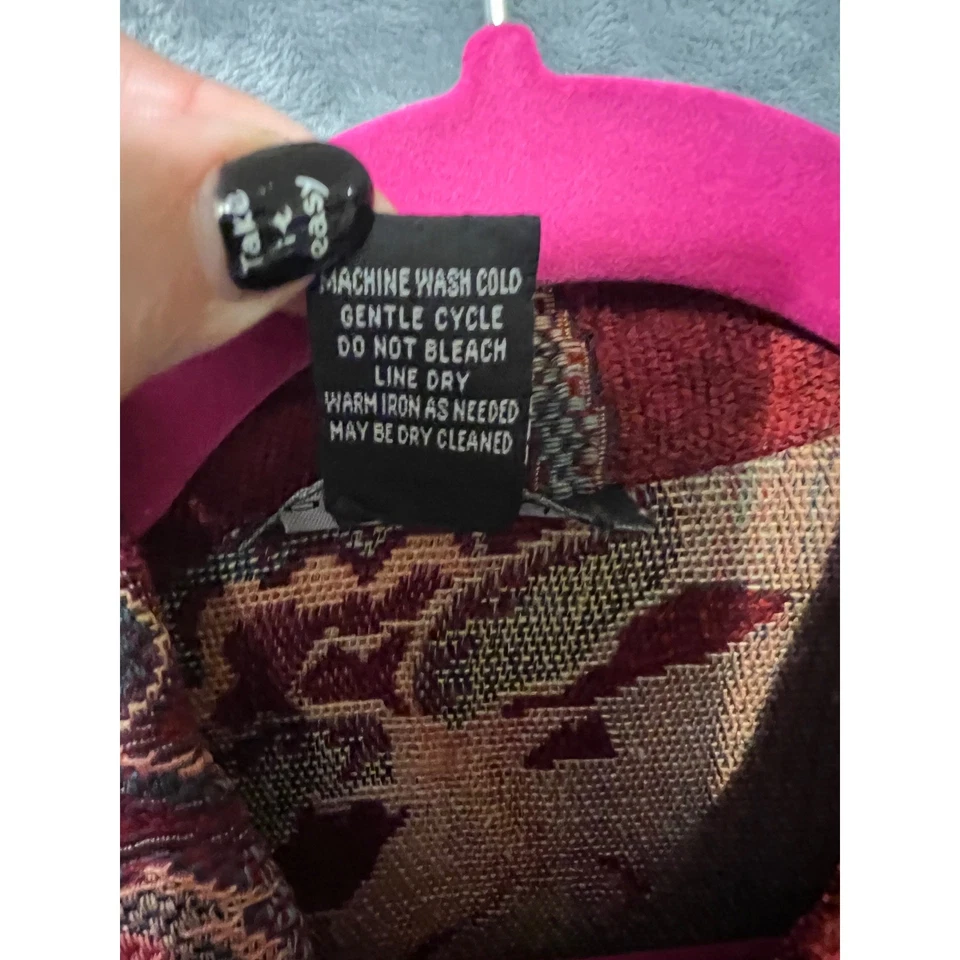 Take
it
easy
MACHINE WASH COLD
GENTLE CYCLE
DO NOT BLEACH
LINE DRY
WARM IRON AS NEEDED
MAY BE DRY CLEANED